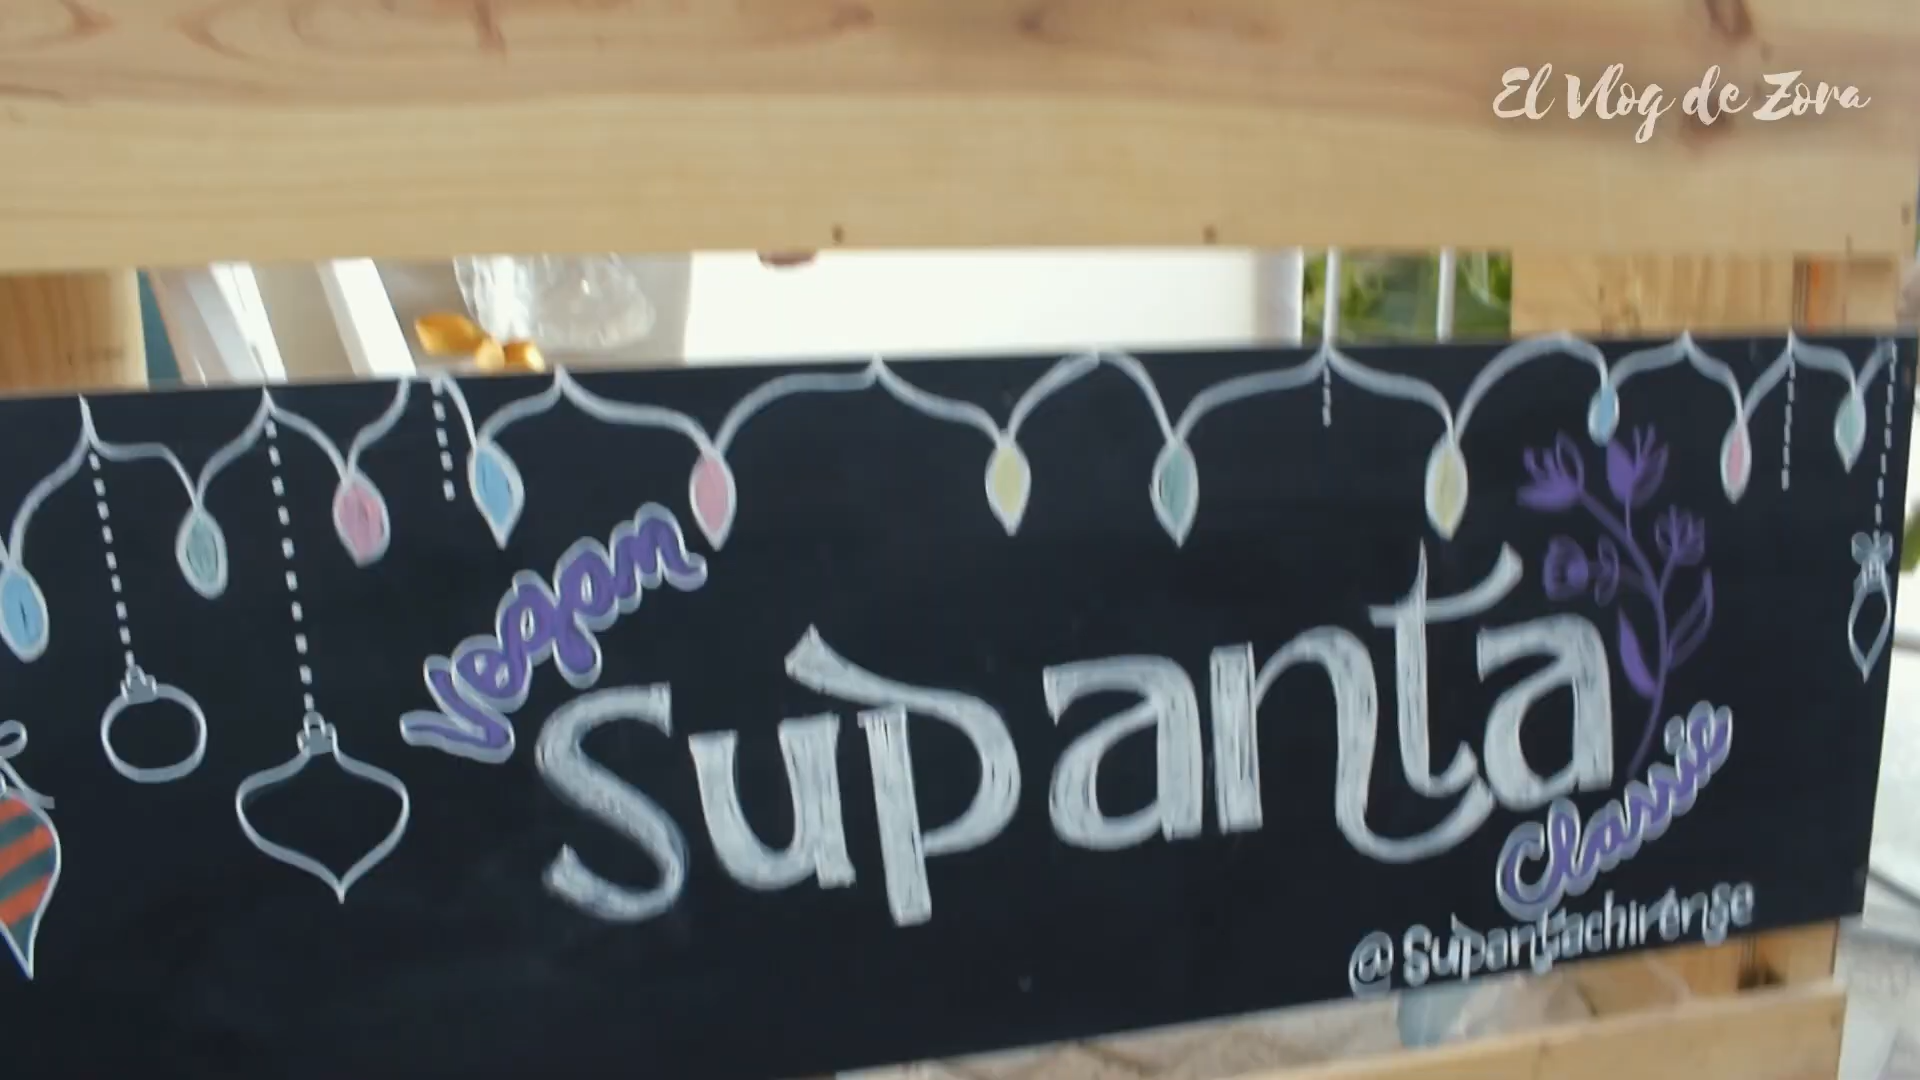 El Vlog de Zora
Vegan
Supanta
Classic
@Supantachirense